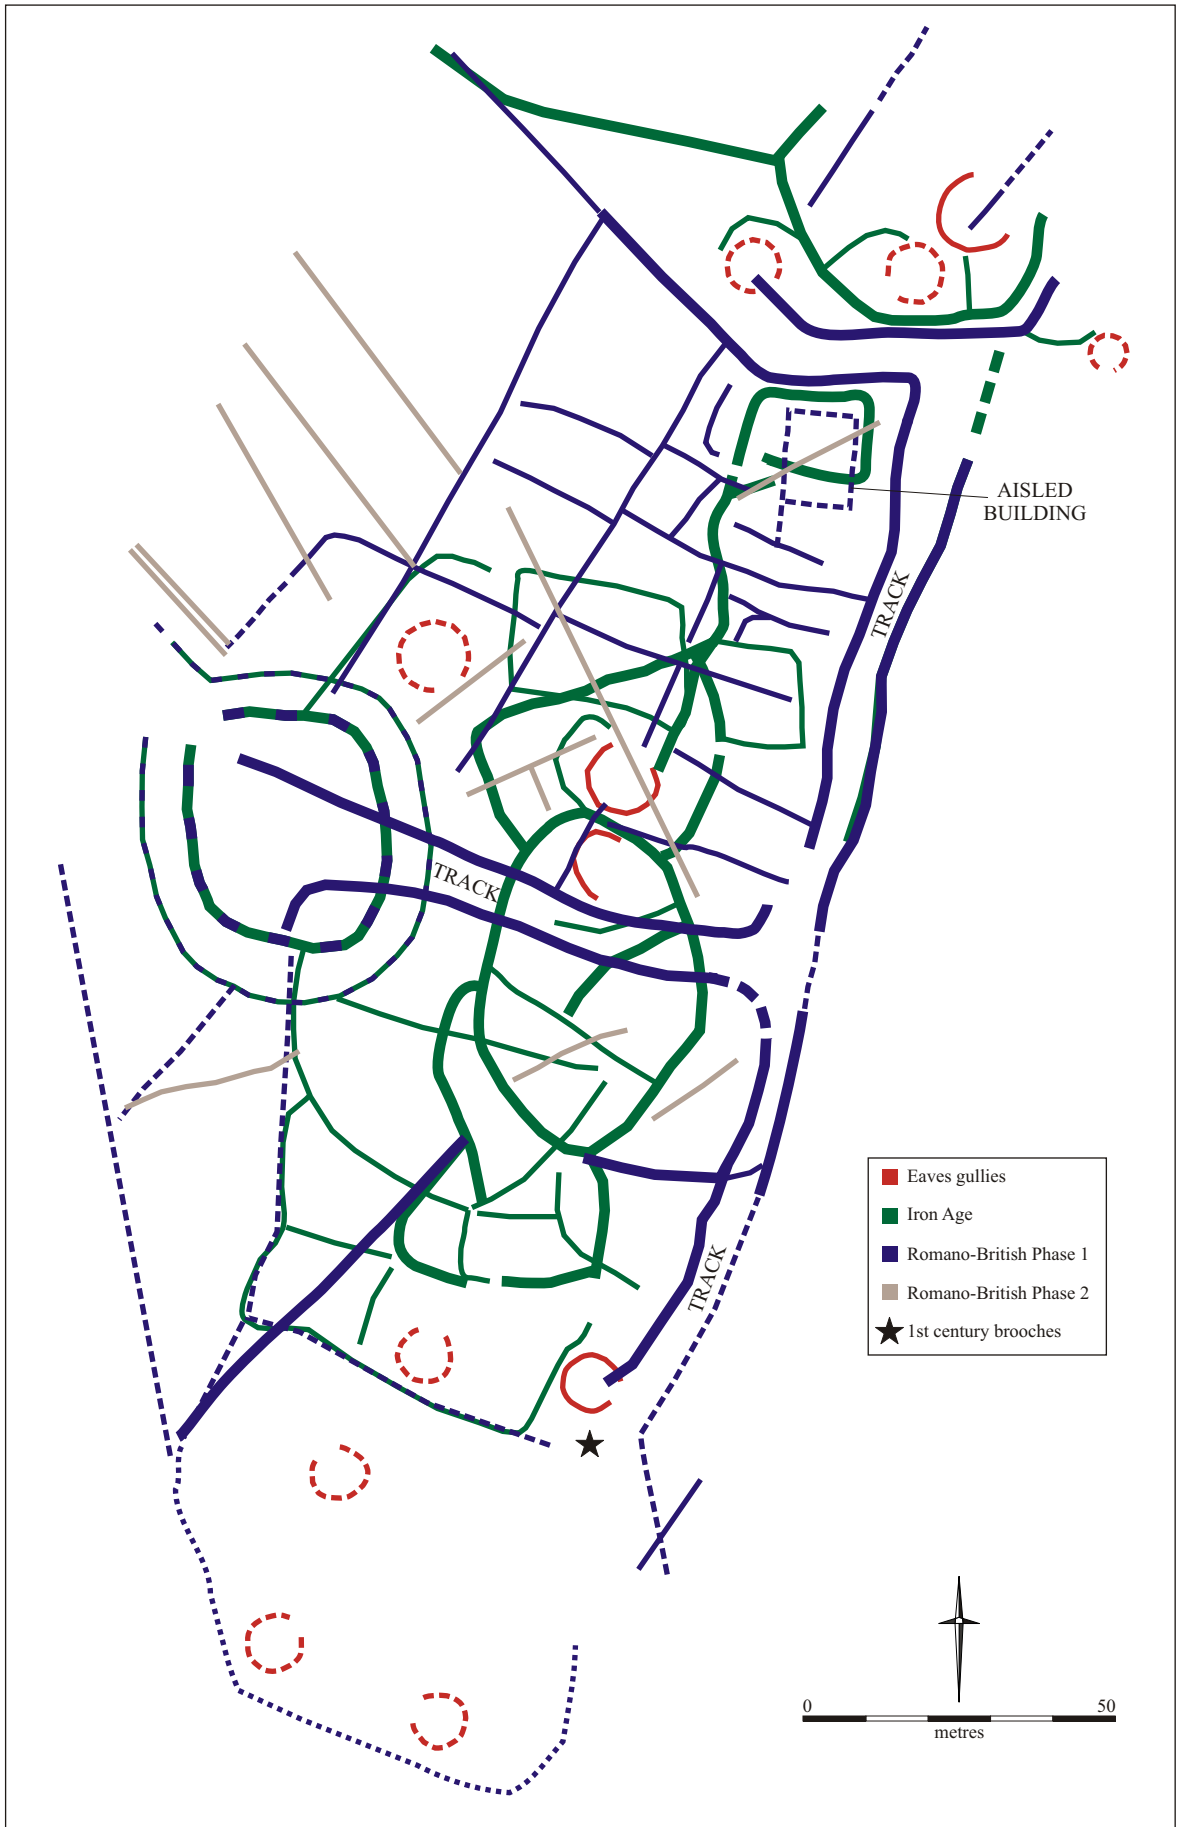 AISLED
BUILDING
TRACK
TRACK
Eaves gullies
Iron Age
Romano-British Phase 1
Romano-British Phase 2
1st century brooches
TRACK
0 50
metres